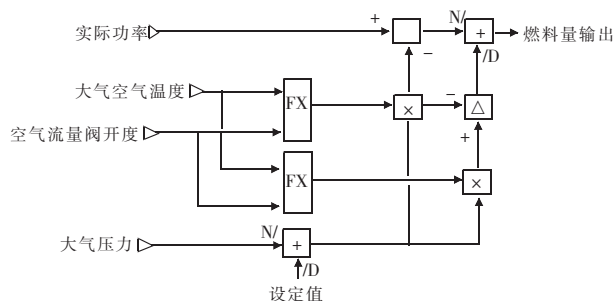 实际功率
+
−
N/
+
/D
燃料量输出
大气空气温度
FX
×
−
△
+
空气流量阀开度
FX
×
大气压力
N/
+
/D
设定值